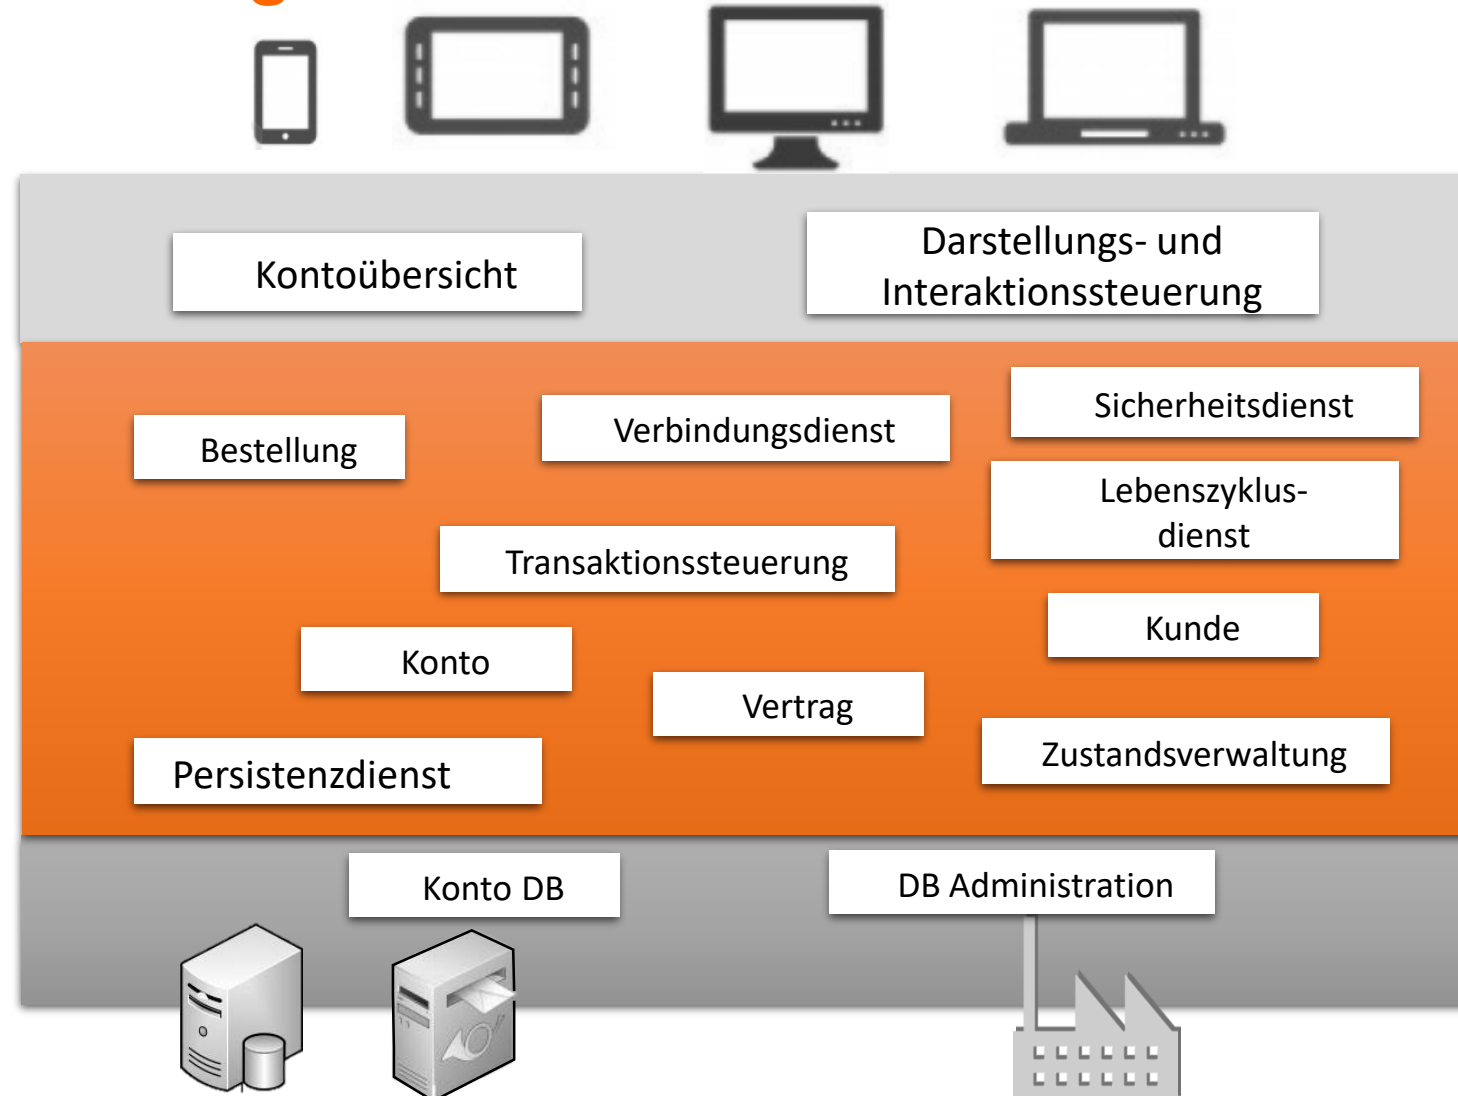 Kontoübersicht
Darstellungs- und
Interaktionssteuerung
Sicherheitsdienst
Verbindungsdienst
Bestellung
Lebenszyklus-
dienst
Transaktionssteuerung
Kunde
Konto
Vertrag
Zustandsverwaltung
Persistenzdienst
Konto DB
DB Administration